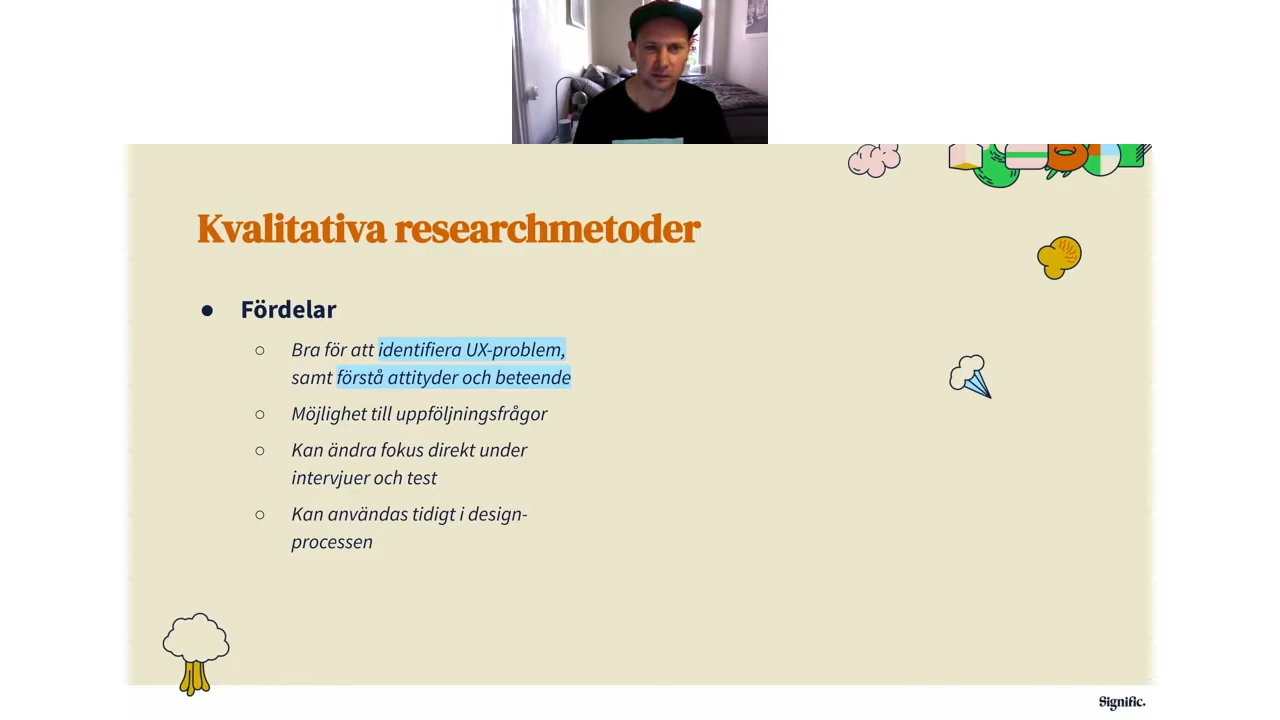 Kvalitativa researchmetoder
● Fördelar
○ Bra för att identifiera UX-problem,
samt förstå attityder och beteende
○ Möjlighet till uppföljningsfrågor
○ Kan ändra fokus direkt under
intervjuer och test
○ Kan användas tidigt i design-
processen
Signific.